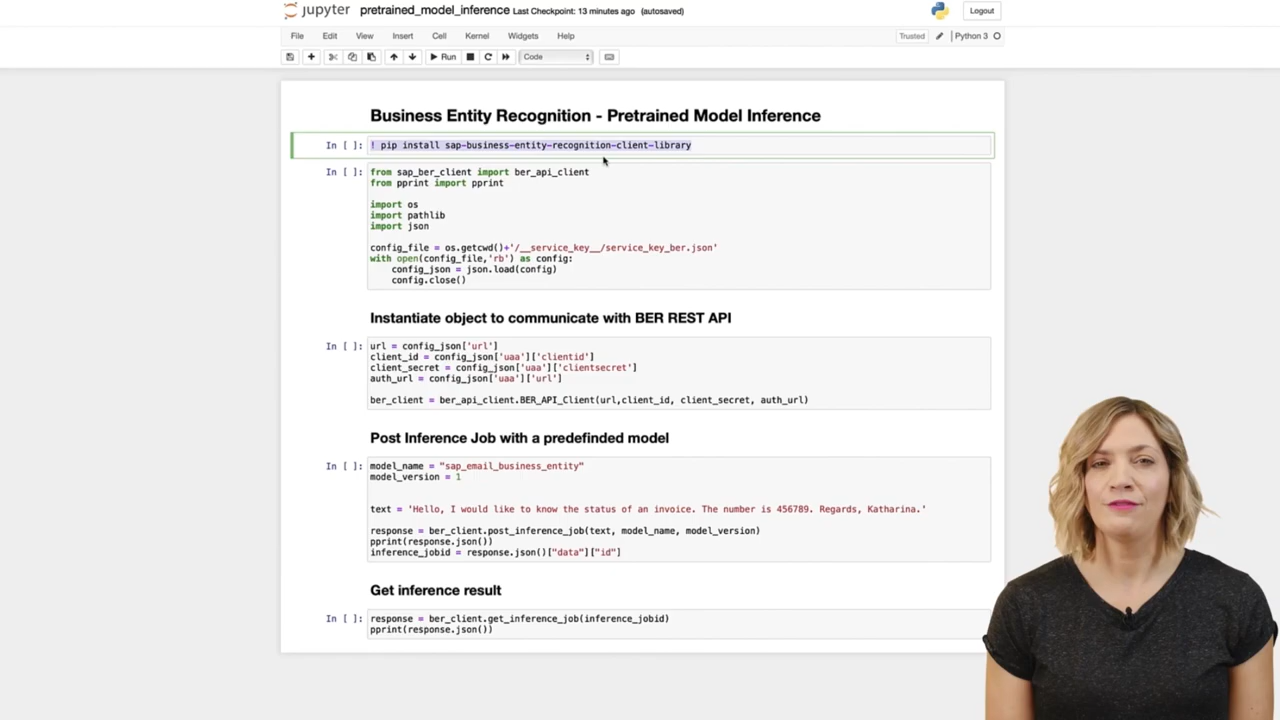 jupyter pretrained_model_inference Last Checkpoint: 13 minutes ago (autosaved) Logout
File Edit View Insert Cell Kernel Widgets Help Trusted Python 3
Run Code
Business Entity Recognition - Pretrained Model Inference
In [ ]: ! pip install sap-business-entity-recognition-client-library
In [ ]: from sap_ber_client import ber_api_client
from pprint import pprint
import os
import pathlib
import json
config_file = os.getcwd()+'/__service_key__/service_key_ber.json'
with open(config_file,'rb') as config:
    config_json = json.load(config)
    config.close()
Instantiate object to communicate with BER REST API
In [ ]: url = config_json['url']
client_id = config_json['uaa']['clientid']
client_secret = config_json['uaa']['clientsecret']
auth_url = config_json['uaa']['url']
ber_client = ber_api_client.BER_API_Client(url,client_id, client_secret, auth_url)
Post Inference Job with a predefinded model
In [ ]: model_name = "sap_email_business_entity"
model_version = 1
text = 'Hello, I would like to know the status of an invoice. The number is 456789. Regards, Katharina.'
response = ber_client.post_inference_job(text, model_name, model_version)
pprint(response.json())
inference_jobid = response.json()["data"]["id"]
Get inference result
In [ ]: response = ber_client.get_inference_job(inference_jobid)
pprint(response.json())